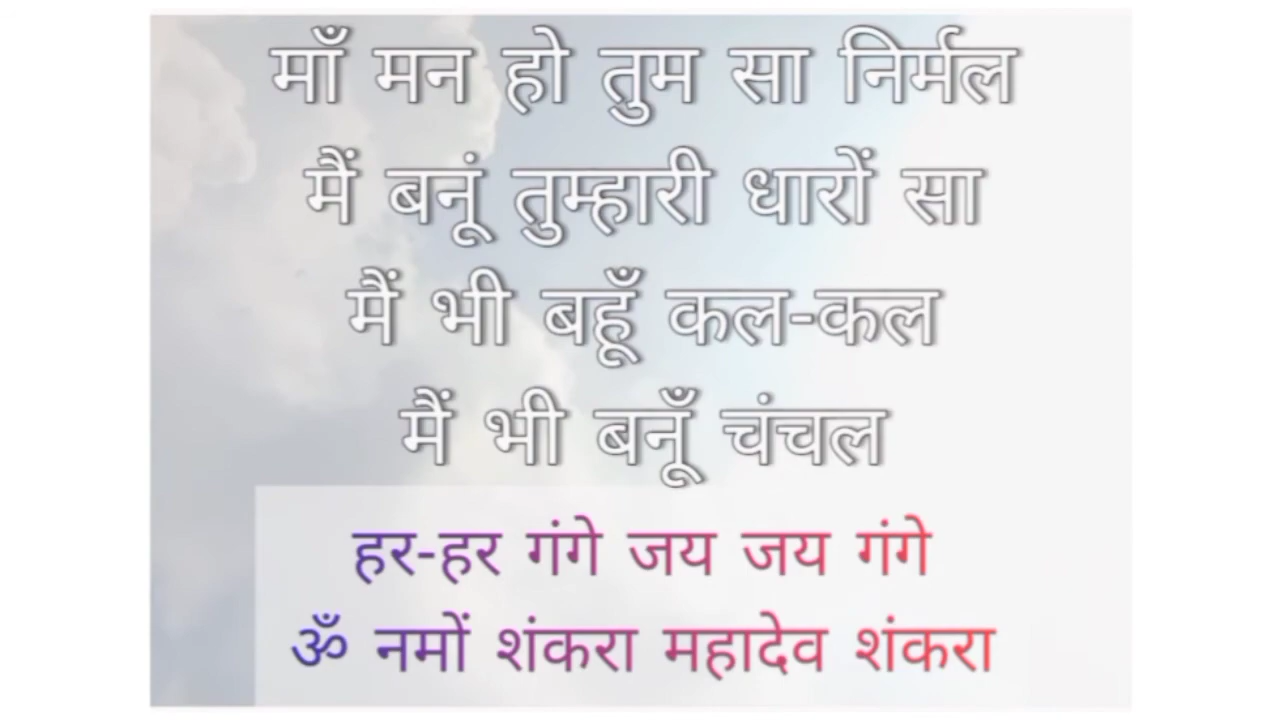 माँ मन हो तुम सा निर्मल
मैं बनूं तुम्हारी धारों सा
मैं भी बहूँ कल-कल
मैं भी बनूँ चंचल
हर-हर गंगे जय जय गंगे
ॐ नमों शंकरा महादेव शंकरा